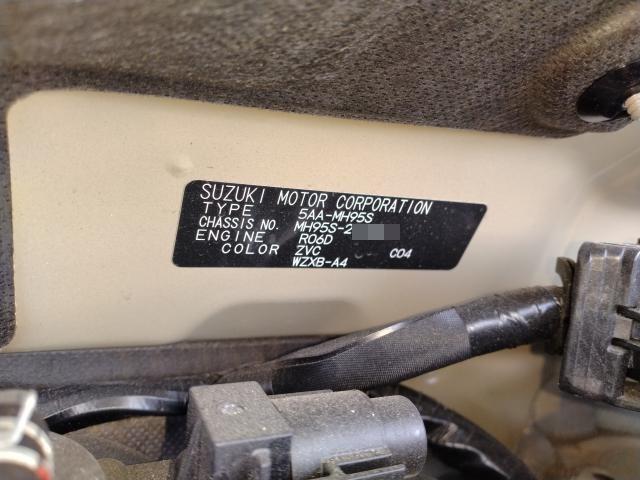 SUZUKI MOTOR CORPORATION
TYPE 5AA-MH95S
CHASSIS NO. MH95S-2
ENGINE R06D
COLOR ZVC C04
WZXB-A4